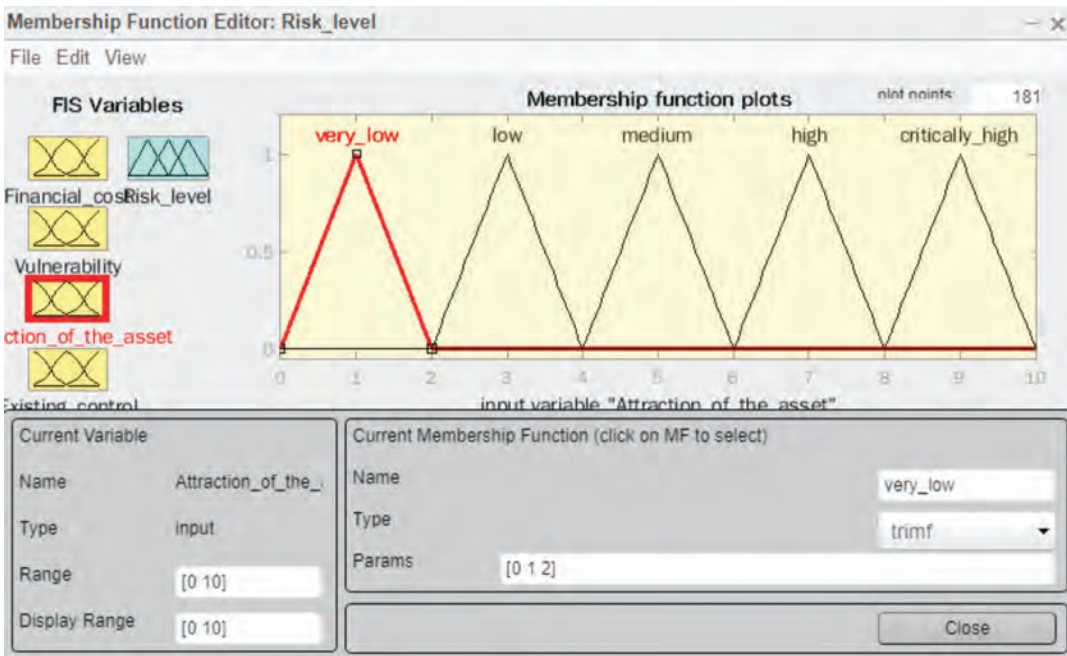 Membership Function Editor: Risk_level
File Edit View
FIS Variables
Financial_cos
Risk_level
Vulnerability
ction_of_the_asset
Existing_control
Membership function plots
plot points:
181
very_low
low
medium
high
critically_high
1
0.5
0
0 1 2 3 4 5 6 7 8 9 10
input variable "Attraction_of_the_asset"
Current Variable
Name Attraction_of_the_
Type input
Range [0 10]
Display Range [0 10]
Current Membership Function (click on MF to select)
Name very_low
Type trimf
Params [0 1 2]
Close